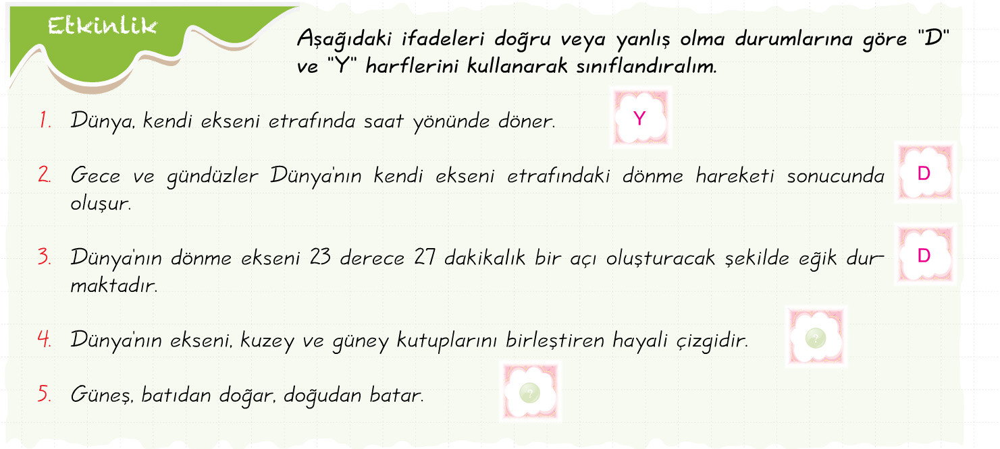 Etkinlik
Aşağıdaki ifadeleri doğru veya yanlış olma durumlarına göre "D"
ve "Y" harflerini kullanarak sınıflandıralım.
1. Dünya, kendi ekseni etrafında saat yönünde döner. Y
2. Gece ve gündüzler Dünya'nın kendi ekseni etrafındaki dönme hareketi sonucunda D
oluşur.
3. Dünya'nın dönme ekseni 23 derece 27 dakikalık bir açı oluşturacak şekilde eğik dur- D
maktadır.
4. Dünya'nın ekseni, kuzey ve güney kutuplarını birleştiren hayali çizgidir. ?
5. Güneş, batıdan doğar, doğudan batar. ?